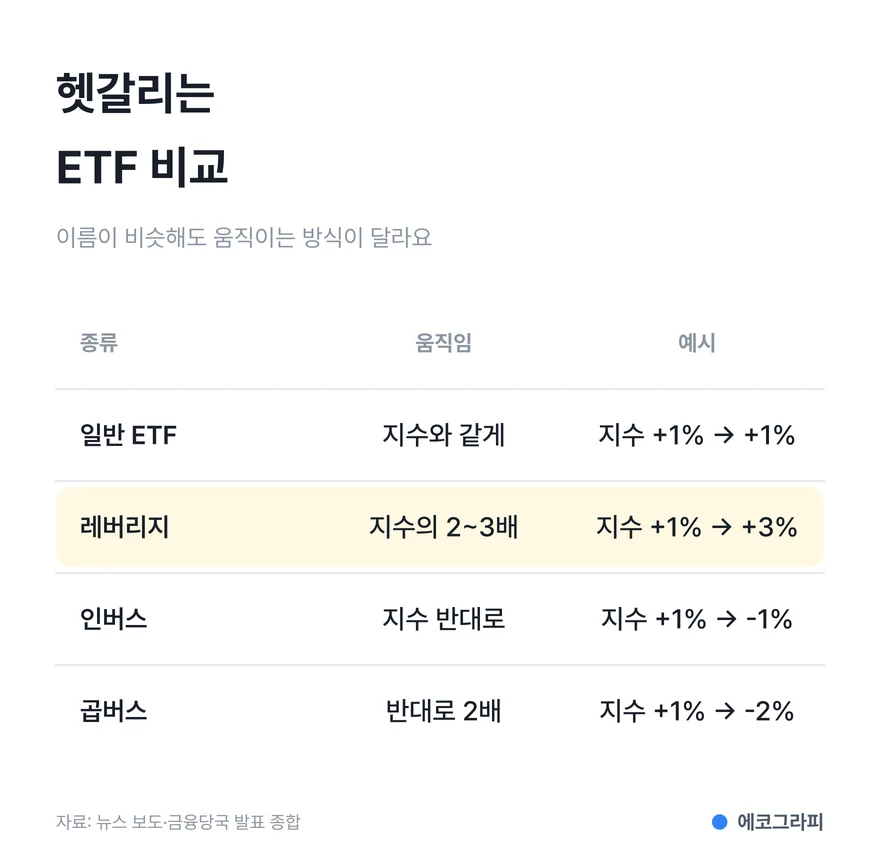 헷갈리는
ETF 비교
이름이 비슷해도 움직이는 방식이 달라요
종류 움직임 예시
일반 ETF 지수와 같게 지수 +1% → +1%
레버리지 지수의 2~3배 지수 +1% → +3%
인버스 지수 반대로 지수 +1% → -1%
곱버스 반대로 2배 지수 +1% → -2%
자료: 뉴스 보도·금융당국 발표 종합 에코그라피